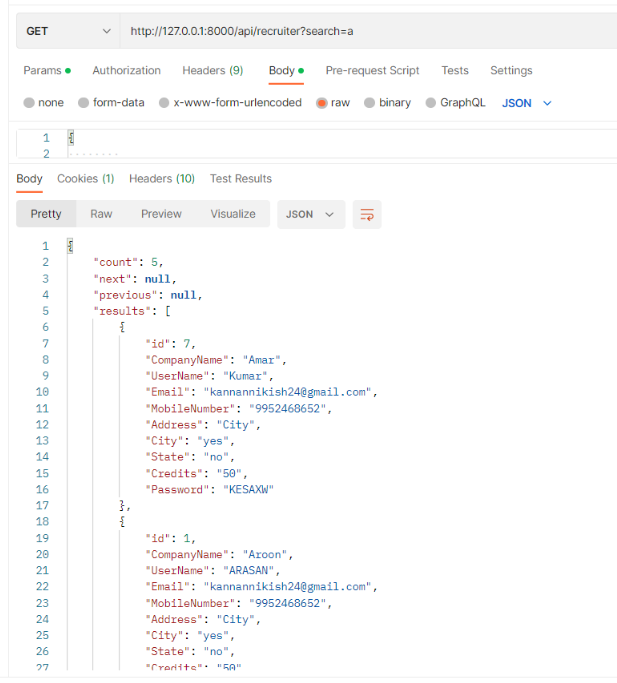 GET http://127.0.0.1:8000/api/recruiter?search=a
Params Authorization Headers (9) Body Pre-request Script Tests Settings
none form-data x-www-form-urlencoded raw binary GraphQL JSON
1 {
2 ........
Body Cookies (1) Headers (10) Test Results
Pretty Raw Preview Visualize JSON
1 {
2 "count": 5,
3 "next": null,
4 "previous": null,
5 "results": [
6 {
7 "id": 7,
8 "CompanyName": "Amar",
9 "UserName": "Kumar",
10 "Email": "kannannikish24@gmail.com",
11 "MobileNumber": "9952468652",
12 "Address": "City",
13 "City": "yes",
14 "State": "no",
15 "Credits": "50",
16 "Password": "KESAXW"
17 },
18 {
19 "id": 1,
20 "CompanyName": "Aroon",
21 "UserName": "ARASAN",
22 "Email": "kannannikish24@gmail.com",
23 "MobileNumber": "9952468652",
24 "Address": "City",
25 "City": "yes",
26 "State": "no",
27 "Credits": "50"